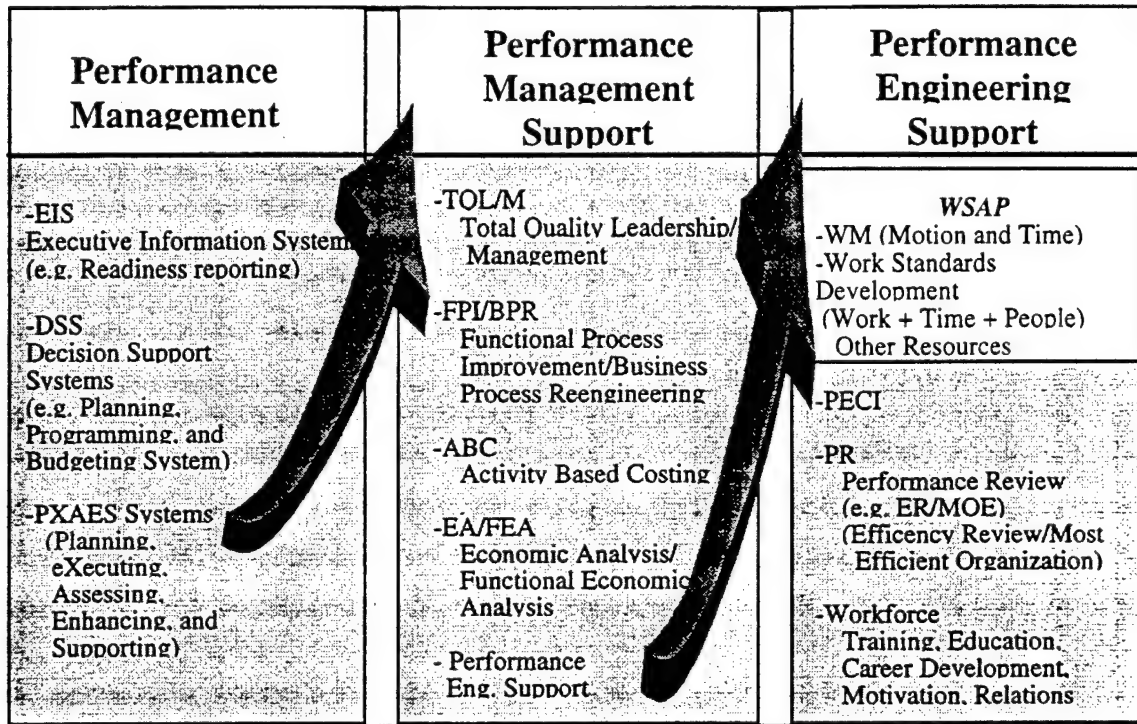 Performance
Management
-EIS
-Executive Information System
(e.g. Readiness reporting)
-DSS
Decision Support
Systems
(e.g. Planning,
Programming, and
Budgeting System)
-PXAES Systems
(Planning,
eXecuting,
Assessing,
Enhancing, and
Supporting)
Performance
Management
Support
-TOL/M
Total Quality Leadership/
Management
-FPI/BPR
Functional Process
Improvement/Business
Process Reengineering
-ABC
Activity Based Costing
-EA/FEA
Economic Analysis/
Functional Economic
Analysis
- Performance
Eng. Support.
Performance
Engineering
Support
WSAP
-WM (Motion and Time)
-Work Standards
Development
(Work + Time + People)
Other Resources
-PECI
-PR
Performance Review
(e.g. ER/MOE)
(Efficency Review/Most
Efficient Organization)
-Workforce
Training, Education,
Career Development,
Motivation, Relations